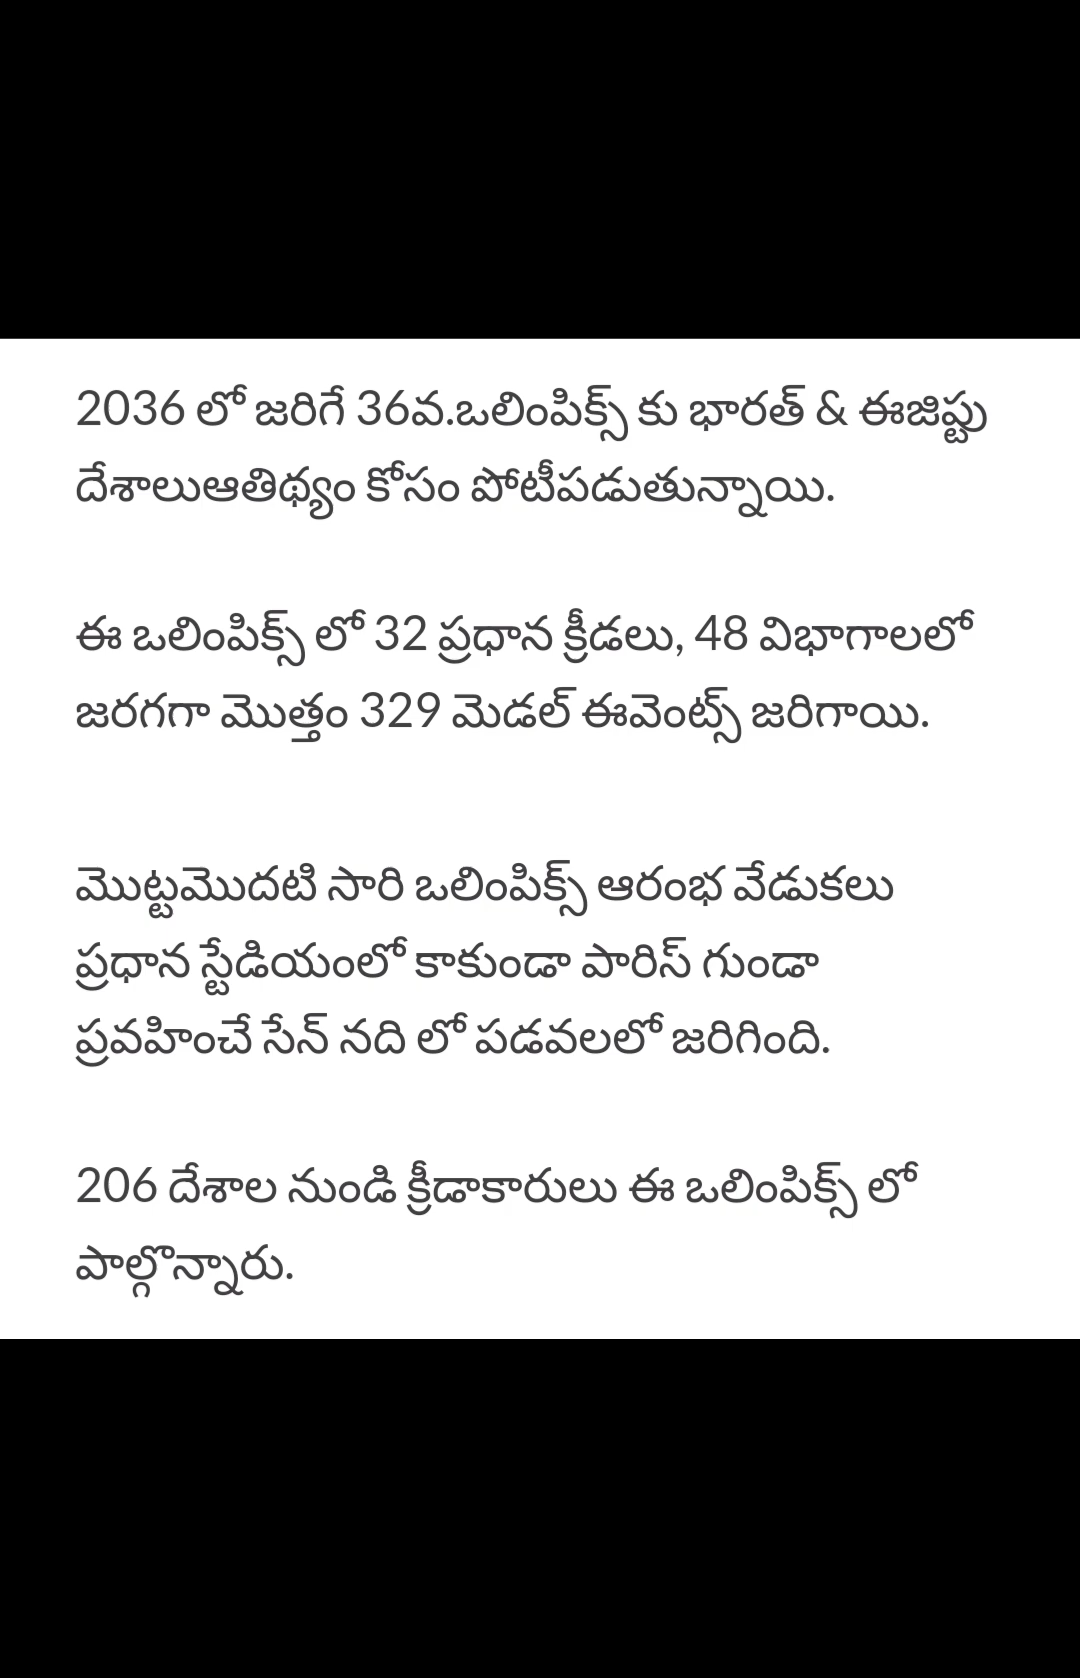 2036 లో జరిగే 36వ.ఒలింపిక్స్ కు భారత్ & ఈజిప్టు
దేశాలుఆతిథ్యం కోసం పోటీపడుతున్నాయి.
ఈ ఒలింపిక్స్ లో 32 ప్రధాన క్రీడలు, 48 విభాగాలలో
జరగగా మొత్తం 329 మెడల్ ఈవెంట్స్ జరిగాయి.
మొట్టమొదటి సారి ఒలింపిక్స్ ఆరంభ వేడుకలు
ప్రధాన స్టేడియంలో కాకుండా పారిస్ గుండా
ప్రవహించే సేన్ నది లో పడవలలో జరిగింది.
206 దేశాల నుండి క్రీడాకారులు ఈ ఒలింపిక్స్ లో
పాల్గొన్నారు.